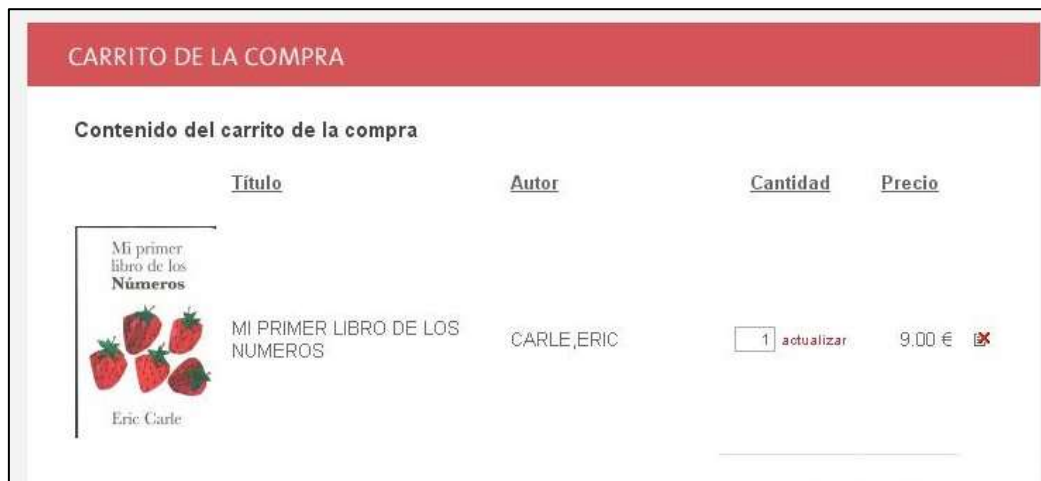 CARRITO DE LA COMPRA
Contenido del carrito de la compra
Título Autor Cantidad Precio
Mi primer
libro de los
Números
Eric Carle
MI PRIMER LIBRO DE LOS
NUMEROS
CARLE,ERIC
1 actualizar
9.00 €